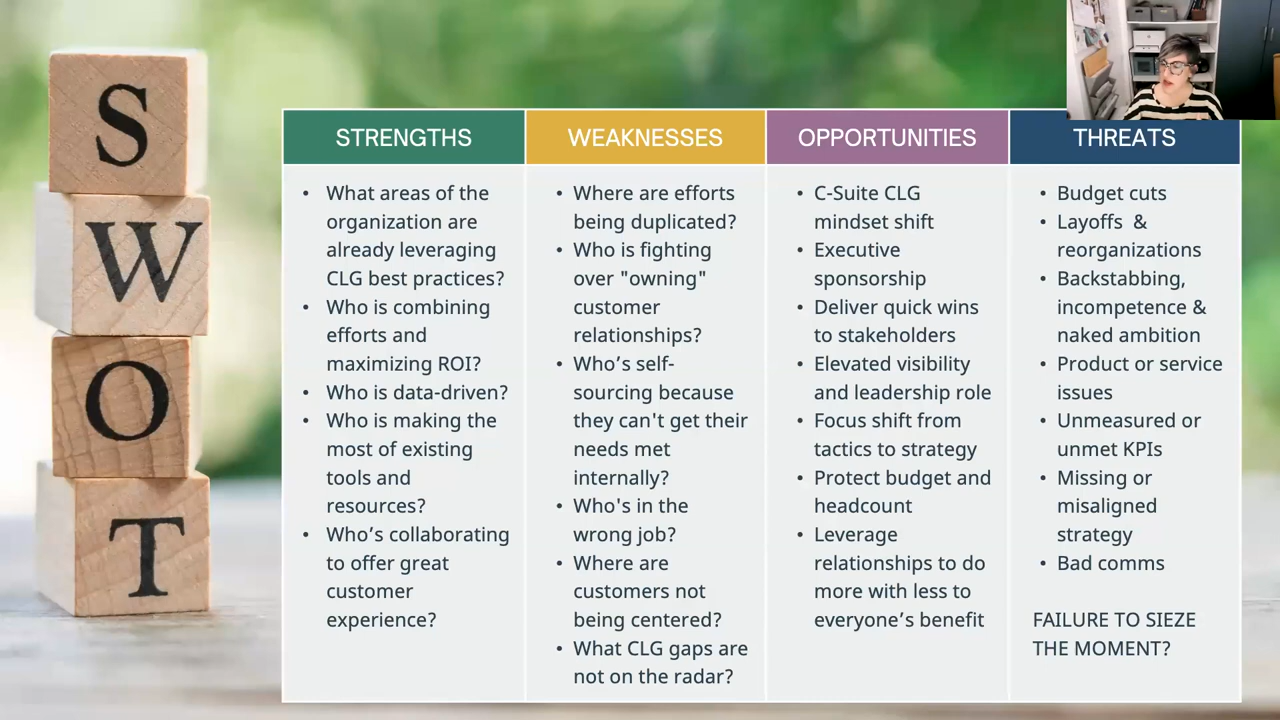 S
W
O
T
STRENGTHS
• What areas of the
organization are
already leveraging
CLG best practices?
• Who is combining
efforts and
maximizing ROI?
• Who is data-driven?
• Who is making the
most of existing
tools and
resources?
• Who’s collaborating
to offer great
customer
experience?
WEAKNESSES
• Where are efforts
being duplicated?
• Who is fighting
over "owning"
customer
relationships?
• Who’s self-
sourcing because
they can't get their
needs met
internally?
• Who's in the
wrong job?
• Where are
customers not
being centered?
• What CLG gaps are
not on the radar?
OPPORTUNITIES
• C-Suite CLG
mindset shift
• Executive
sponsorship
• Deliver quick wins
to stakeholders
• Elevated visibility
and leadership role
• Focus shift from
tactics to strategy
• Protect budget and
headcount
• Leverage
relationships to do
more with less to
everyone’s benefit
THREATS
• Budget cuts
• Layoffs &
reorganizations
• Backstabbing,
incompetence &
naked ambition
• Product or service
issues
• Unmeasured or
unmet KPIs
• Missing or
misaligned
strategy
• Bad comms
FAILURE TO SIEZE
THE MOMENT?